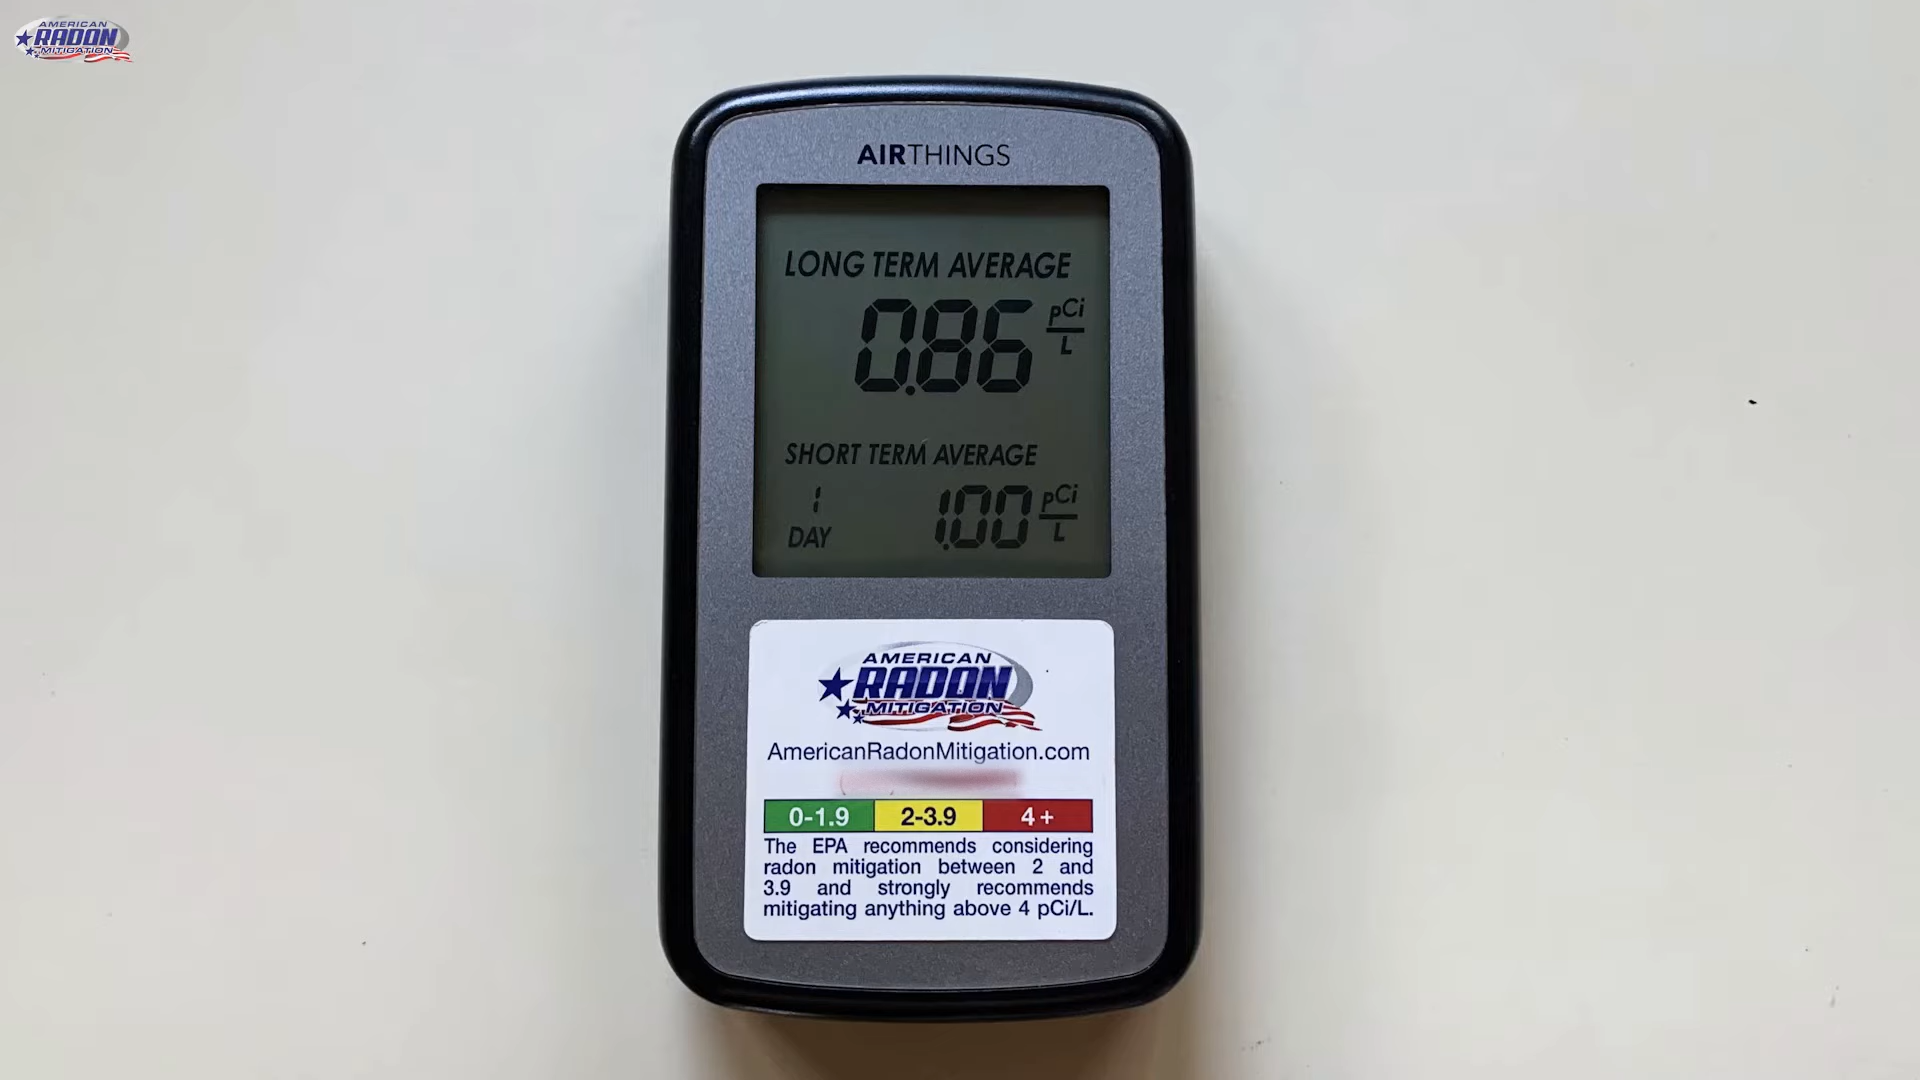 AMERICAN
RADON
MITIGATION
AIRTHINGS
LONG TERM AVERAGE
0.86 pCi/L
SHORT TERM AVERAGE
1 DAY 1.00 pCi/L
AMERICAN
RADON
MITIGATION
AmericanRadonMitigation.com
0-1.9 2-3.9 4+
The EPA recommends considering
radon mitigation between 2 and
3.9 and strongly recommends
mitigating anything above 4 pCi/L.